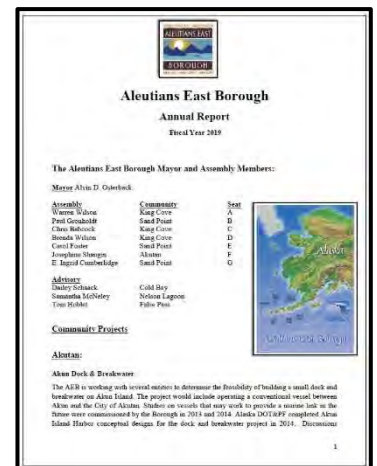 ALEUTIANS EAST
BOROUGH
Aleutians East Borough
Annual Report
Fiscal Year 2019
The Aleutians East Borough Mayor and Assembly Members:
Mayor Alvin D. Osterback
Assembly Community Seat
Warren Wilson King Cove A
Paul Gronholdt Sand Point B
Chris Babcock King Cove C
Brenda Wilson King Cove D
Carol Foster Sand Point E
Josephine Shangin Akutan F
E. Ingrid Cumberlidge Sand Point G
Advisory
Dailey Schaack Cold Bay
Samantha McNeley Nelson Lagoon
Tom Hoblet False Pass
Alaska
Aleutians East Borough
Community Projects
Akutan:
Akun Dock & Breakwater
The AEB is working with several entities to determine the feasibility of building a small dock and
breakwater on Akun Island. The project would include operating a conventional vessel between
Akun and the City of Akutan. Studies on vessels that may work to provide a marine link in the
future were commissioned by the Borough in 2013 and 2014. Alaska DOT&PF completed Akun
Island Harbor conceptual designs for the dock and breakwater project in 2014. Discussions
1